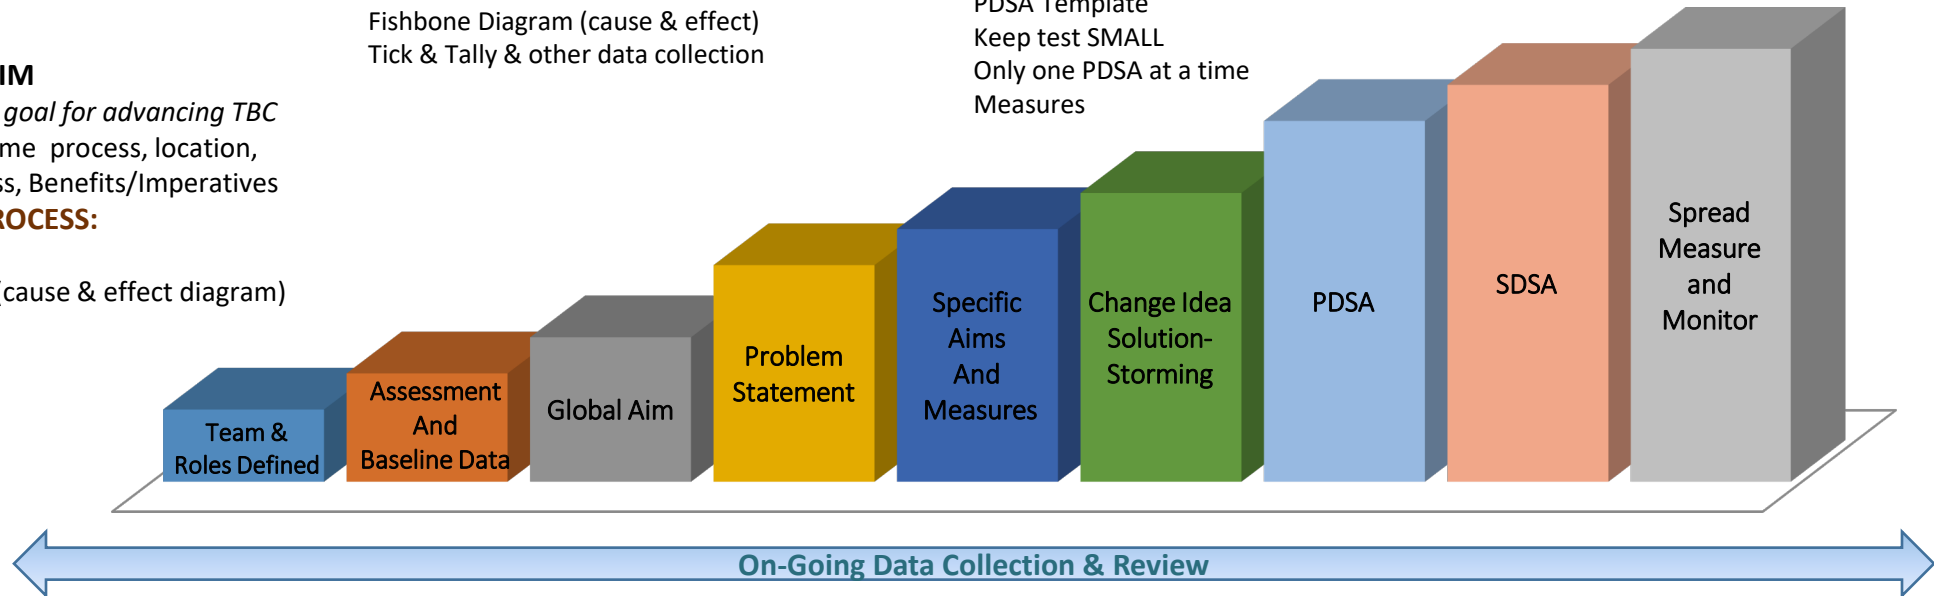 IM
goal for advancing TBC
me process, location,
ss, Benefits/Imperatives
ROCESS:
(cause & effect diagram)
Fishbone Diagram (cause & effect)
Tick & Tally & other data collection
PDSA Template
Keep test SMALL
Only one PDSA at a time
Measures
Team &
Roles Defined
Assessment
And
Baseline Data
Global Aim
Problem
Statement
Specific
Aims
And
Measures
Change Idea
Solution-
Storming
PDSA
SDSA
Spread
Measure
and
Monitor
On-Going Data Collection & Review